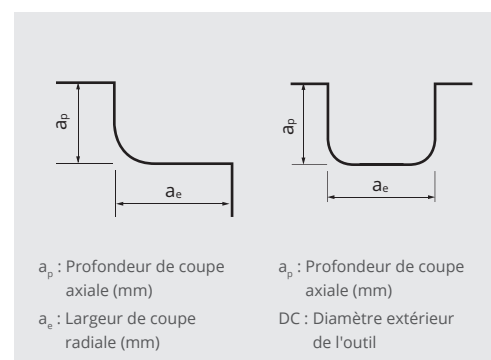 aₚ
aₑ
aₚ
aₑ
aₚ : Profondeur de coupe
axiale (mm)
aₑ : Largeur de coupe
radiale (mm)
aₚ : Profondeur de coupe
axiale (mm)
DC : Diamètre extérieur
de l'outil